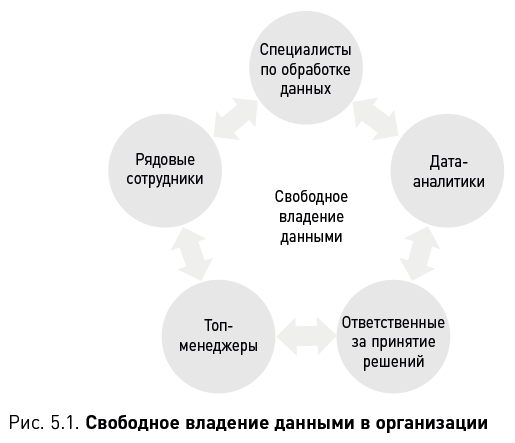 Специалисты
по обработке
данных
Рядовые
сотрудники
Дата-
аналитики
Свободное
владение
данными
Топ-
менеджеры
Ответственные
за принятие
решений
Рис. 5.1. Свободное владение данными в организации